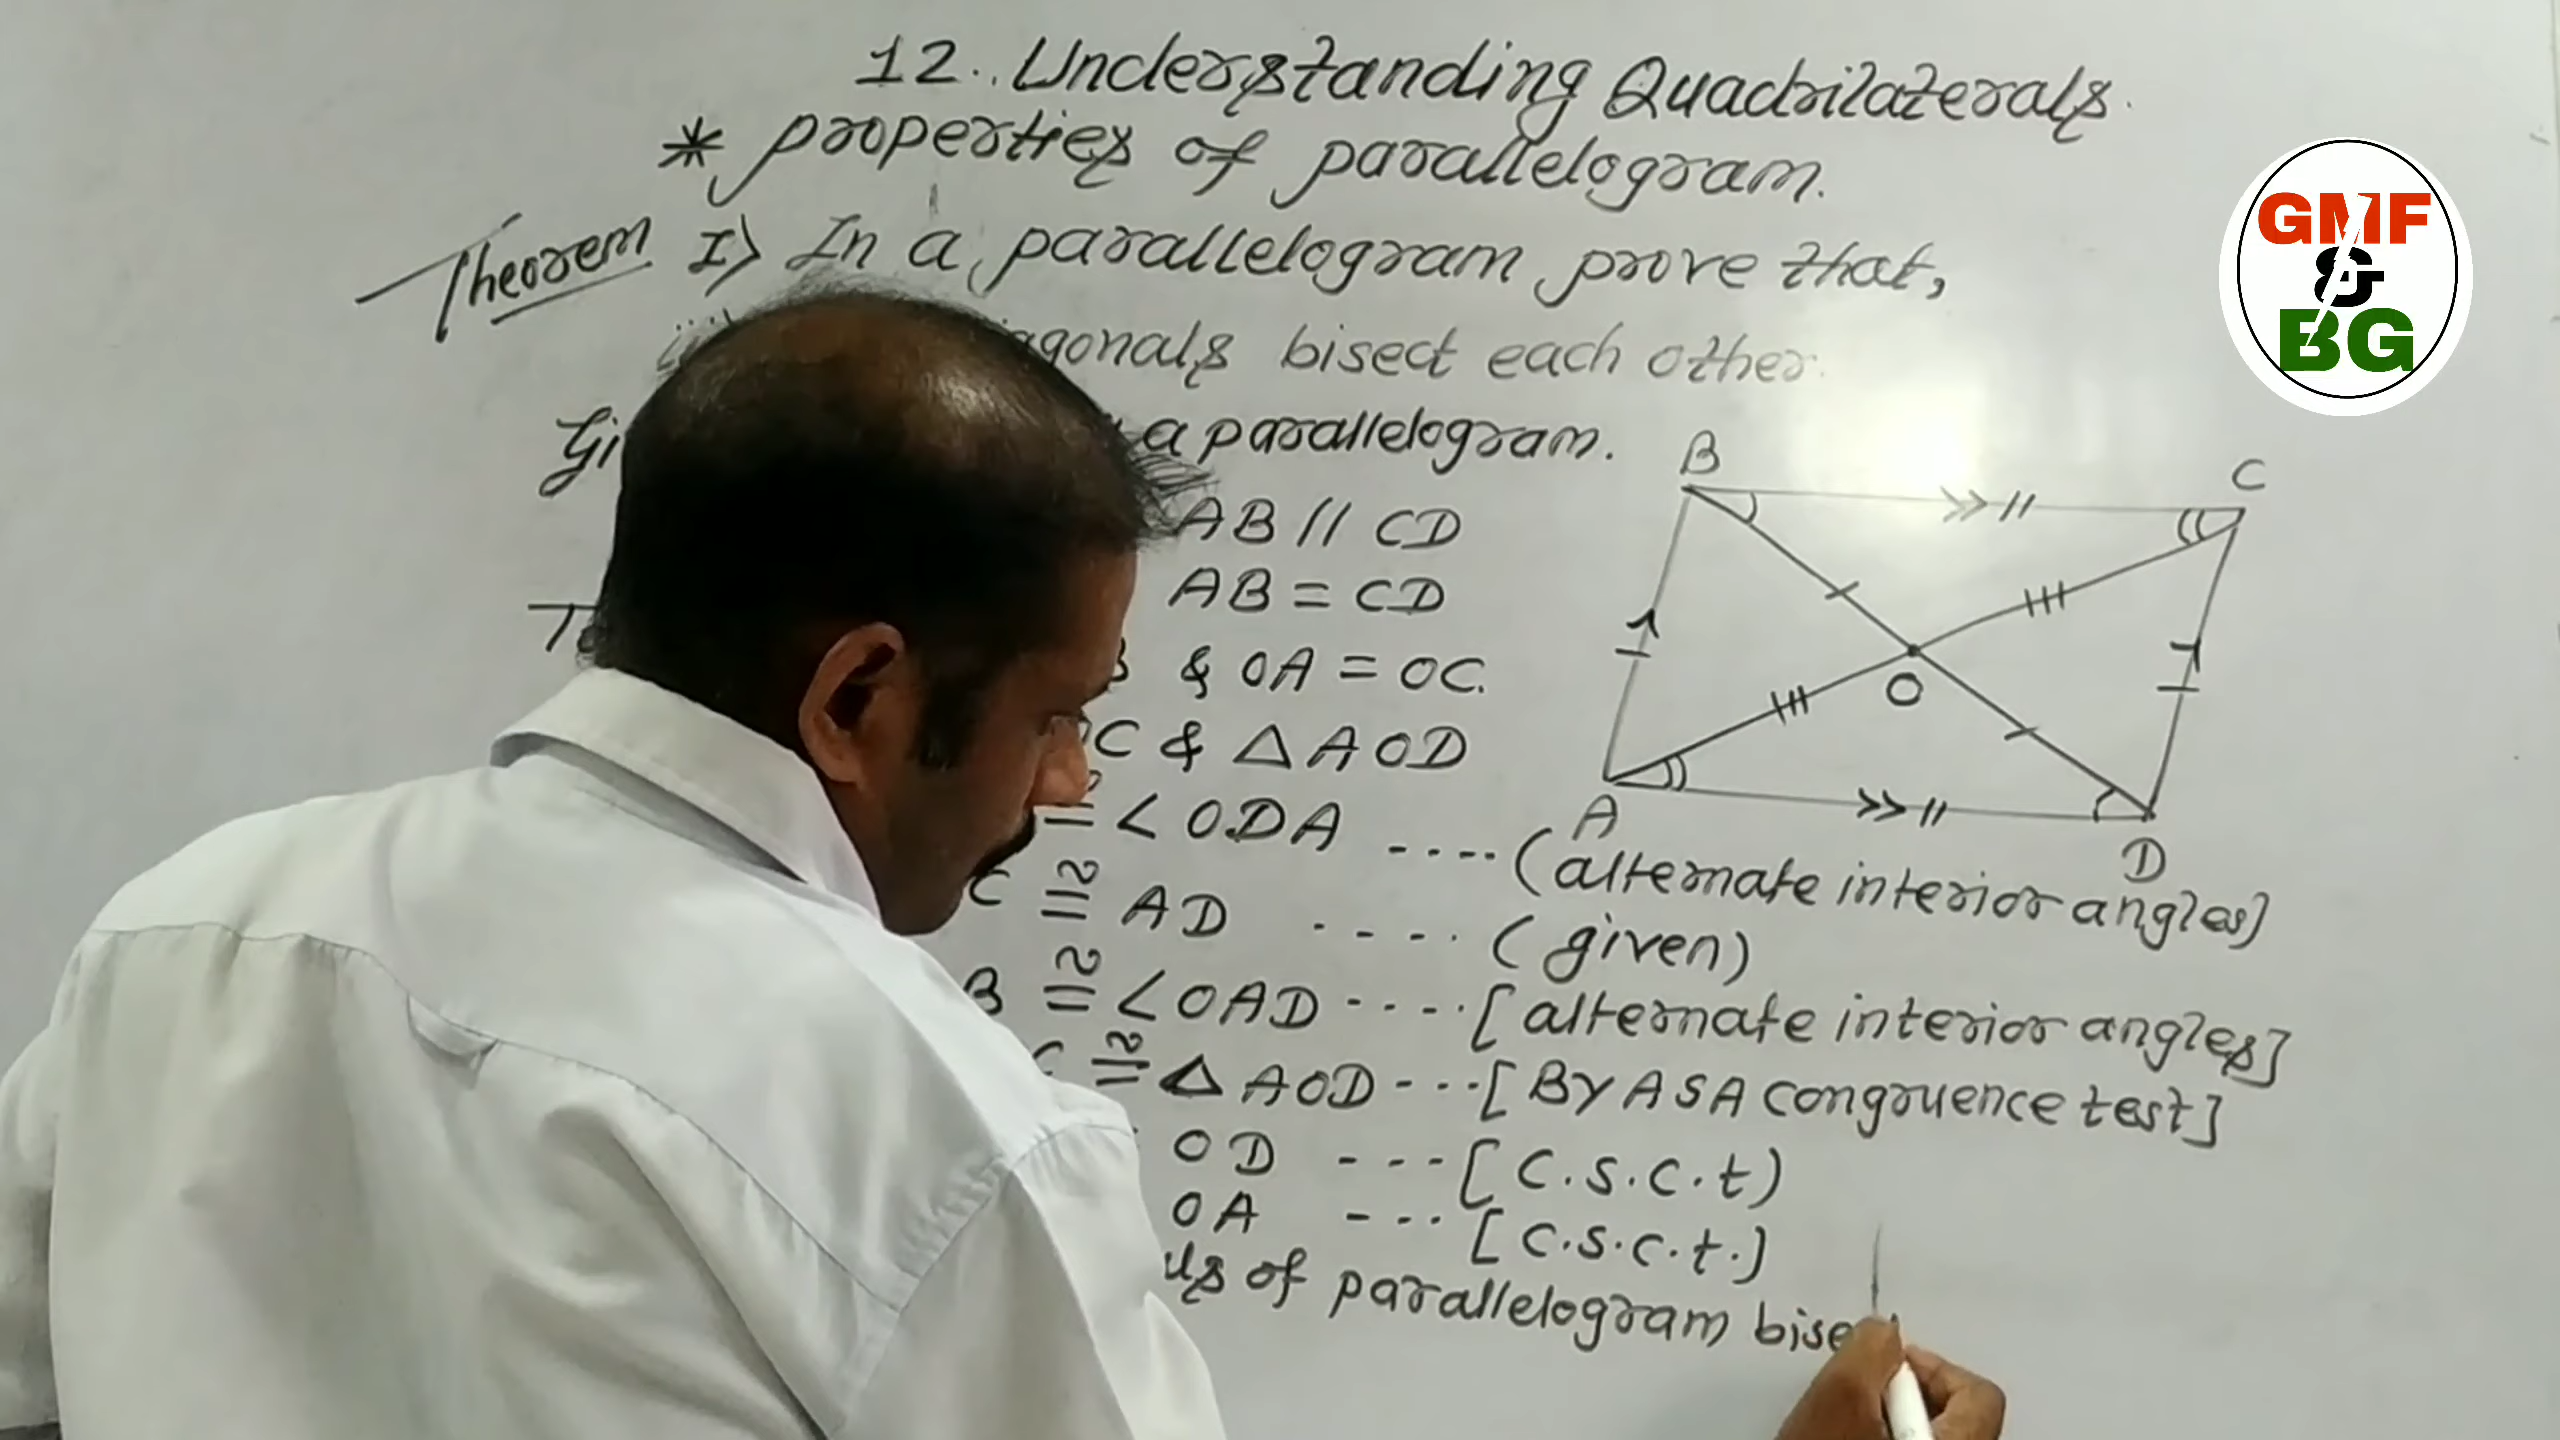 12. Understanding Quadrilaterals.
* properties of parallelogram.
Theorem I) In a parallelogram prove that,
bisect each other.
a parallelogram.
AB // CD
AB = CD
& OA = OC.
C & △ AOD
≅ < ODA ---- (alternate interior angles]
C ≅ AD ---- (given)
B ≅ < OAD ---- [alternate interior angles]
C ≅ △ AOD --- [By ASA congruence test]
OD --- [C.S.C.t)
OA --- [C.S.C.t.]
of parallelogram
B
C
O
A
D
GMF
&
BG